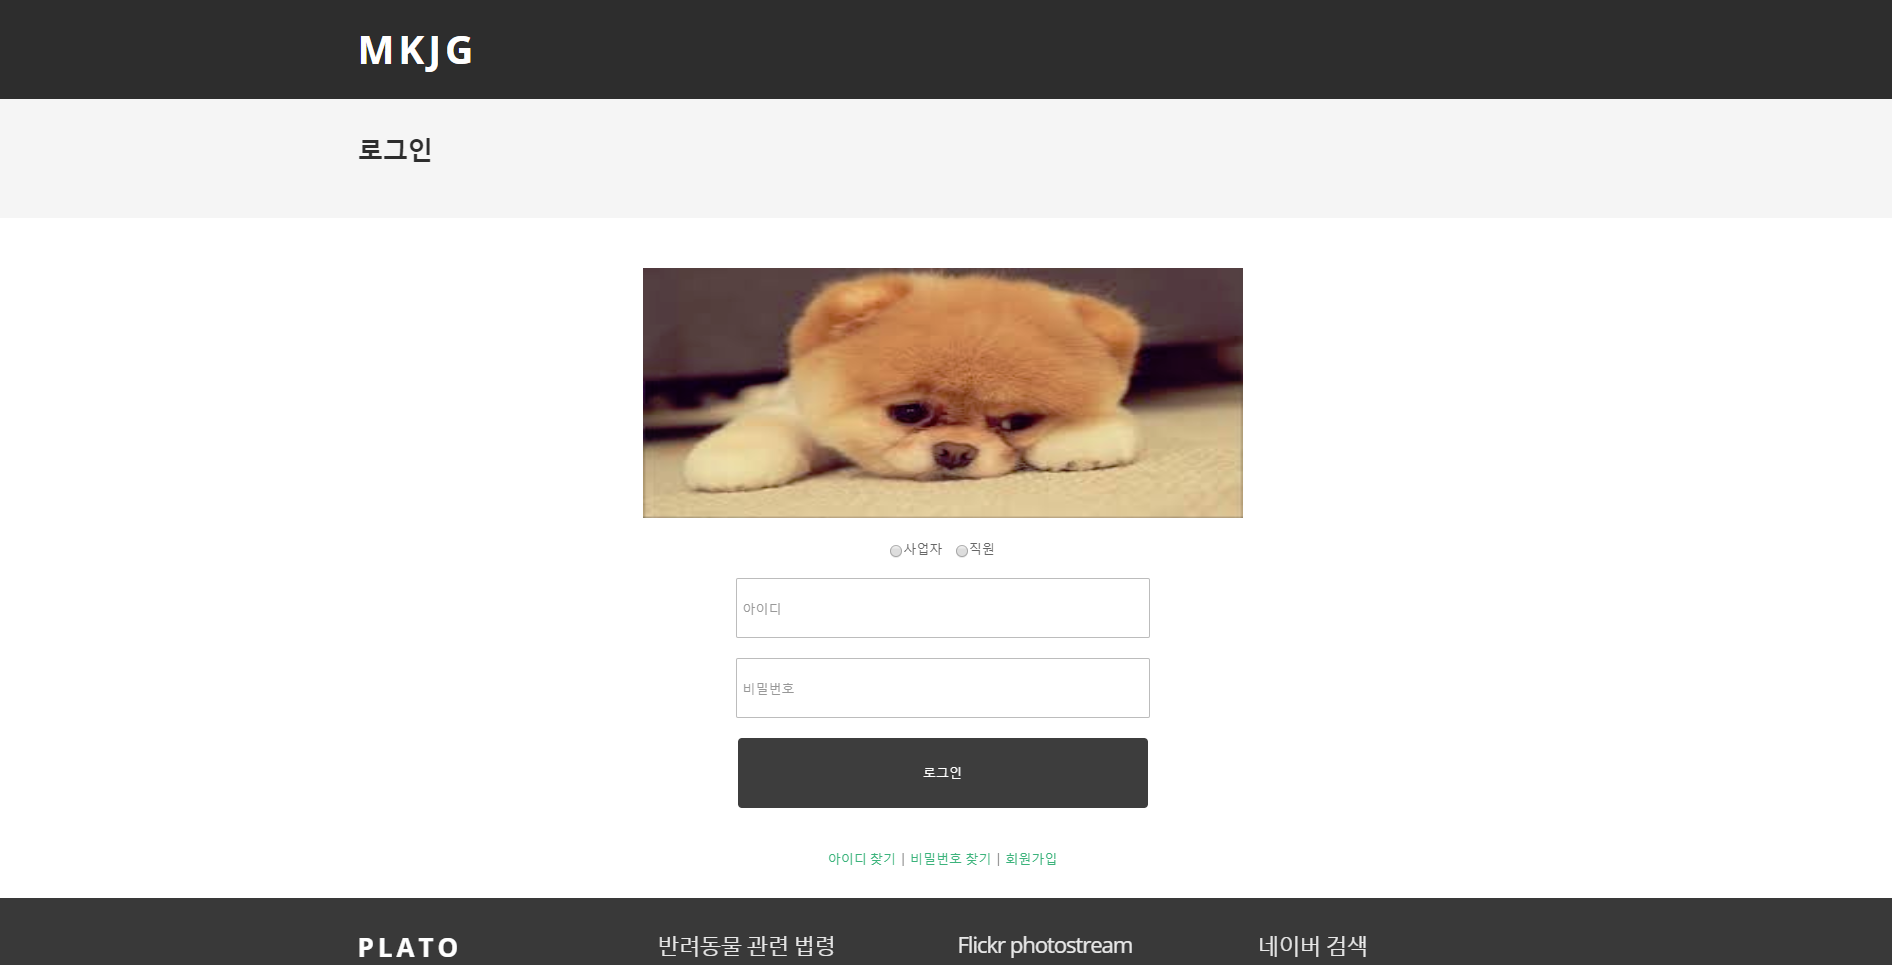 MKJG
로그인
사업자 직원
아이디
비밀번호
로그인
아이디 찾기 | 비밀번호 찾기 | 회원가입
PLATO 반려동물 관련 법령 Flickr photostream 네이버 검색